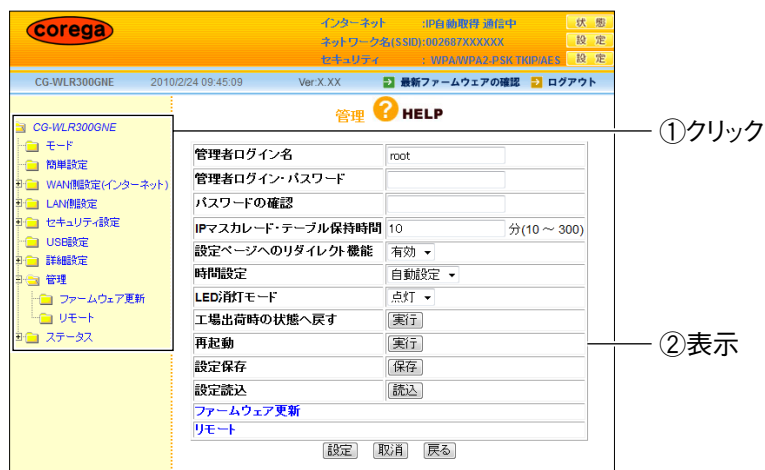 corega
インターネット :IP自動取得 通信中 状 態
ネットワーク名(SSID):002687XXXXXX 設 定
セキュリティ : WPA/WPA2-PSK TKIP/AES 設 定
CG-WLR300GNE 2010/2/24 09:45:09 Ver:X.XX 最新ファームウェアの確認 ログアウト
管理 ? HELP
CG-WLR300GNE
モード
簡単設定
WAN側設定(インターネット)
LAN側設定
セキュリティ設定
USB設定
詳細設定
管理
ファームウェア更新
リモート
ステータス
管理者ログイン名 root
管理者ログイン・パスワード
パスワードの確認
IPマスカレード・テーブル保持時間 10 分(10 ~ 300)
設定ページへのリダイレクト機能 有効
時間設定 自動設定
LED消灯モード 点灯
工場出荷時の状態へ戻す 実行
再起動 実行
設定保存 保存
設定読込 読込
ファームウェア更新
リモート
設定 取消 戻る
①クリック
②表示